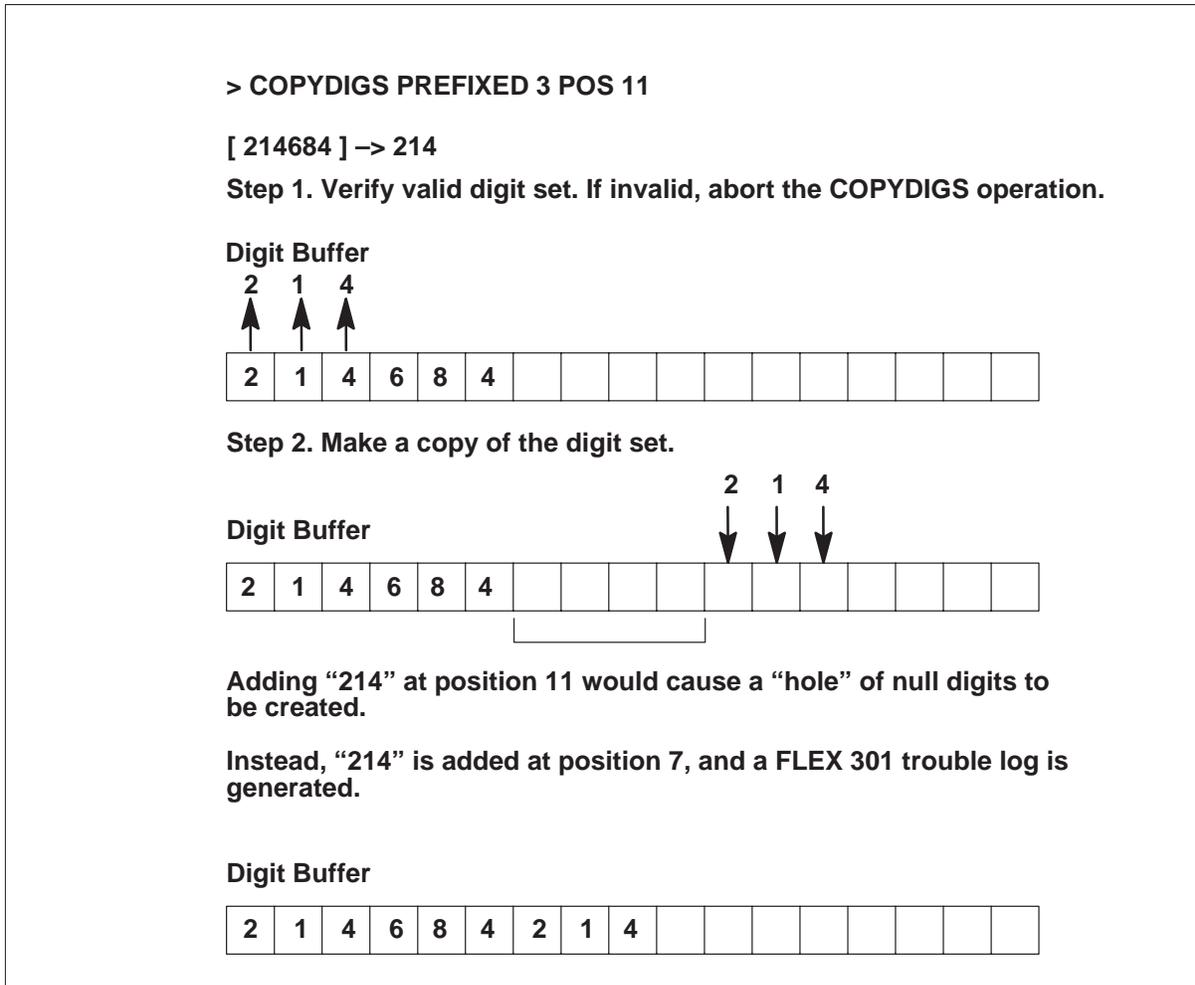 > COPYDIGS PREFIXED 3 POS 11
[ 214684 ] –> 214
Step 1. Verify valid digit set. If invalid, abort the COPYDIGS operation.
Digit Buffer
2 1 4
2 1 4 6 8 4
Step 2. Make a copy of the digit set.
2 1 4
Digit Buffer
2 1 4 6 8 4
Adding “214” at position 11 would cause a “hole” of null digits to
be created.
Instead, “214” is added at position 7, and a FLEX 301 trouble log is
generated.
Digit Buffer
2 1 4 6 8 4 2 1 4